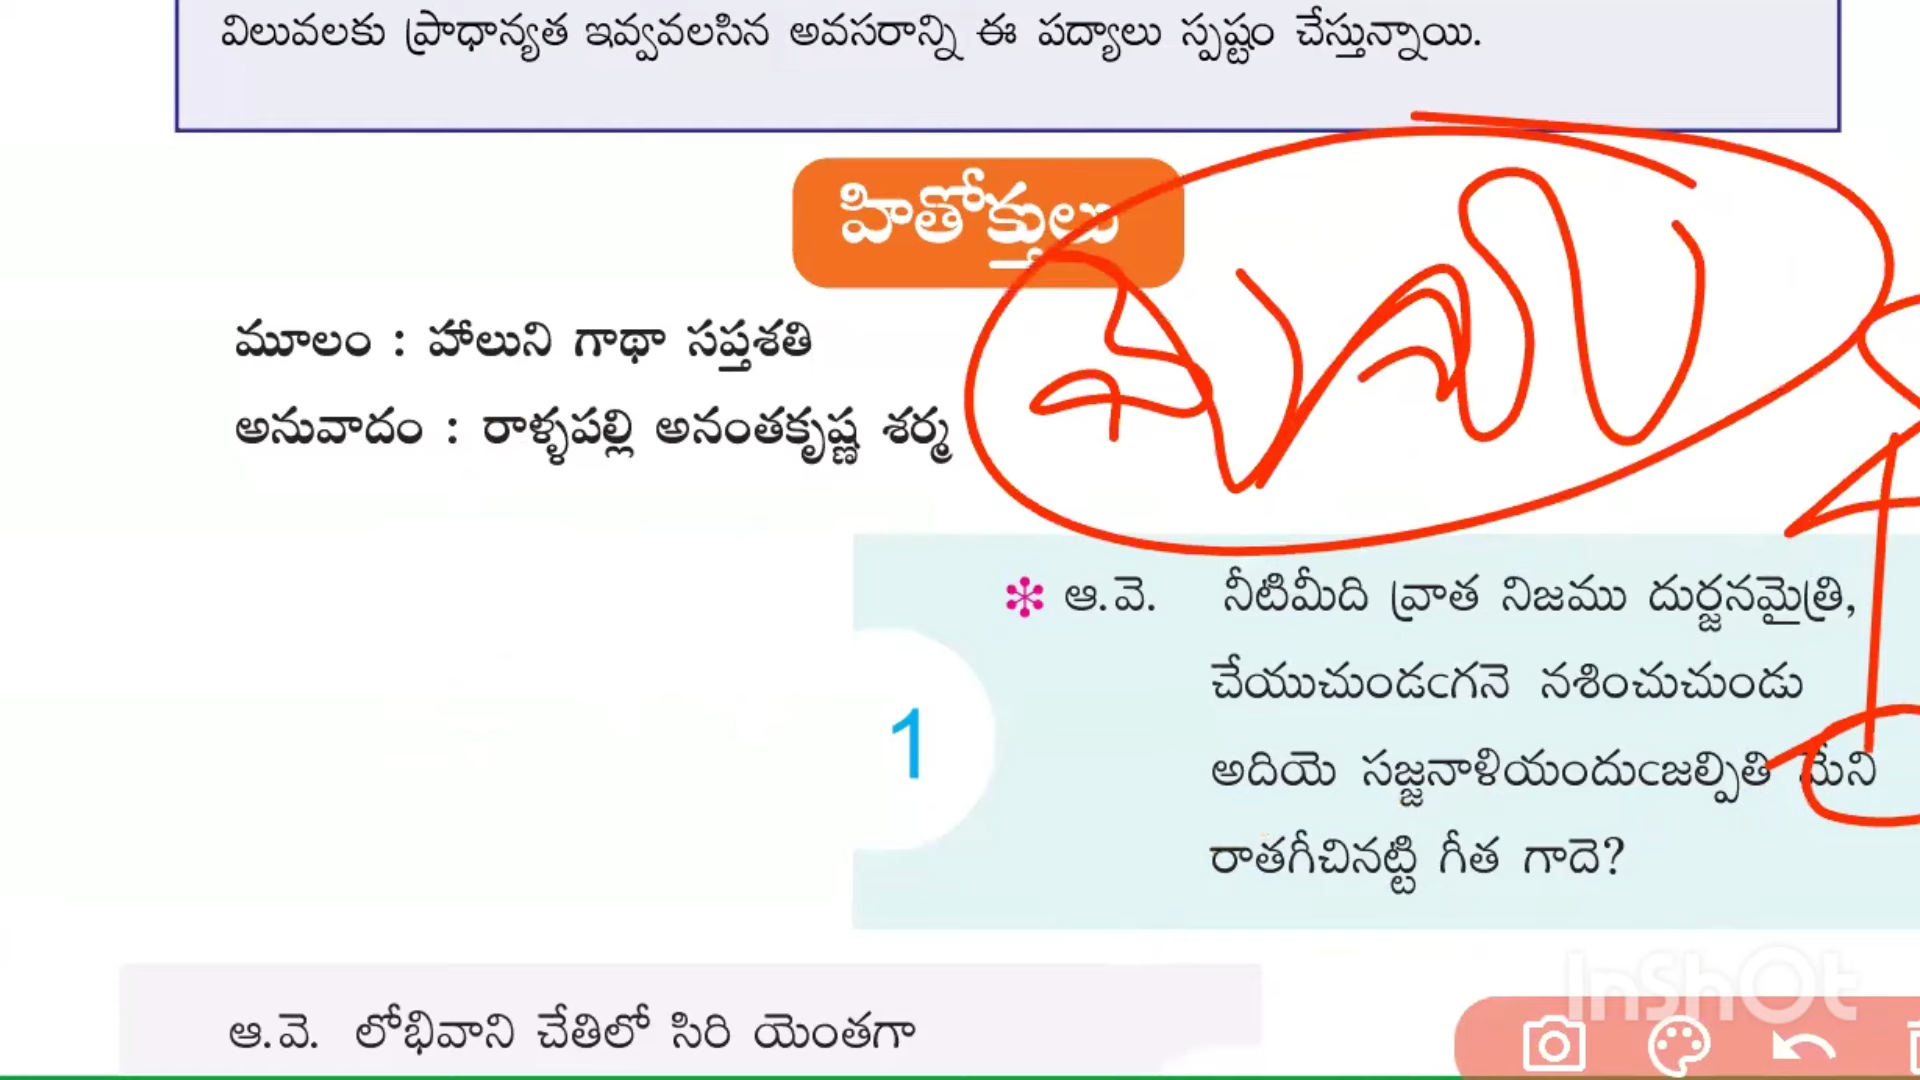 విలువలకు ప్రాధాన్యత ఇవ్వవలసిన అవసరాన్ని ఈ పద్యాలు స్పష్టం చేస్తున్నాయి.
హితోక్తులు
మూలం : హాలుని గాథా సప్తశతి
అనువాదం : రాళ్ళపల్లి అనంతకృష్ణ శర్మ
ఆ.వె. నీటిమీది వ్రాత నిజము దుర్జనమైత్రి,
చేయుచుండఁగనె నశించుచుండు
1
అదియె సజ్జనాళియందుఁజల్పితి మేని
రాతగీచినట్టి గీత గాదె?
InShOt
ఆ.వె. లోభివాని చేతిలో సిరి యెంతగా